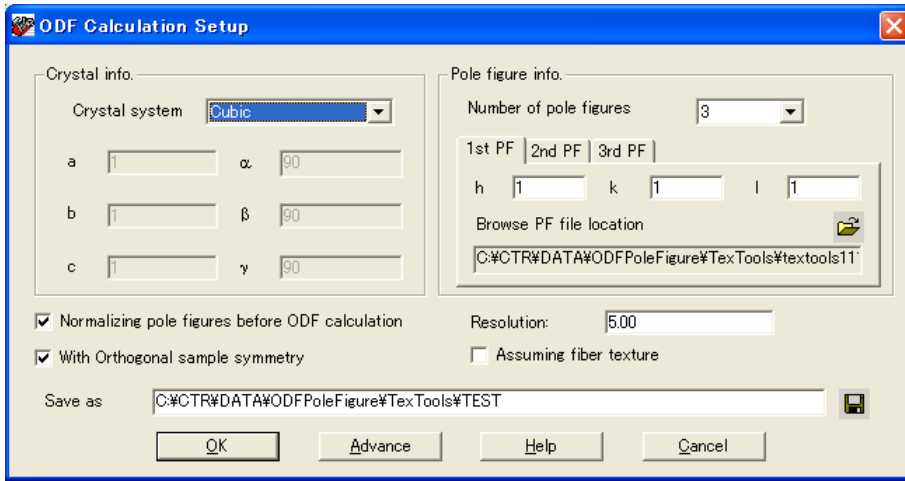 ODF Calculation Setup
Crystal info.
Crystal system Cubic
a 1 α 90
b 1 β 90
c 1 γ 90
Pole figure info.
Number of pole figures 3
1st PF 2nd PF 3rd PF
h 1 k 1 l 1
Browse PF file location
C:¥CTR¥DATA¥ODFPoleFigure¥TexTools¥textools11
Normalizing pole figures before ODF calculation
With Orthogonal sample symmetry
Resolution: 5.00
Assuming fiber texture
Save as C:¥CTR¥DATA¥ODFPoleFigure¥TexTools¥TEST
OK Advance Help Cancel